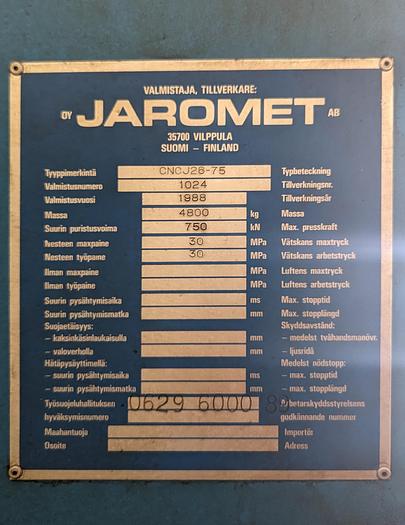 VALMISTAJA, TILLVERKARE:
OY JAROMET AB
35700 VILPPULA
SUOMI – FINLAND
Tyyppimerkintä CNCJ26-75 Typbeteckning
Valmistusnumero 1024 Tillverkningsnr.
Valmistusvuosi 1988 Tillverkningsår
Massa 4800 kg Massa
Suurin puristusvoima 750 kN Max. presskraft
Nesteen maxpaine 30 MPa Vätskans maxtryck
Nesteen työpaine 30 MPa Vätskans arbetstryck
Ilman maxpaine MPa Luftens maxtryck
Ilman työpaine MPa Luftens arbetstryck
Suurin pysähtymisaika ms Max. stopptid
Suurin pysähtymismatka mm Max. stopplängd
Suojaetäisyys: Skyddsavstånd:
– kaksinkäsinlaukaisulla mm – medelst tvåhandsmanövr.
– valoverholla mm – ljusridå
Hätäpysäyttimellä: Medelst nödstopp:
– suurin pysähtymisaika ms – max. stopptid
– suurin pysähtymismatka mm – max. stopplängd
Työsuojeluhallituksen 0629 6000 Arbetarskyddsstyrelsens
hyväksymisnumero godkännande nummer
Maahantuoja Importör
Osoite Adress